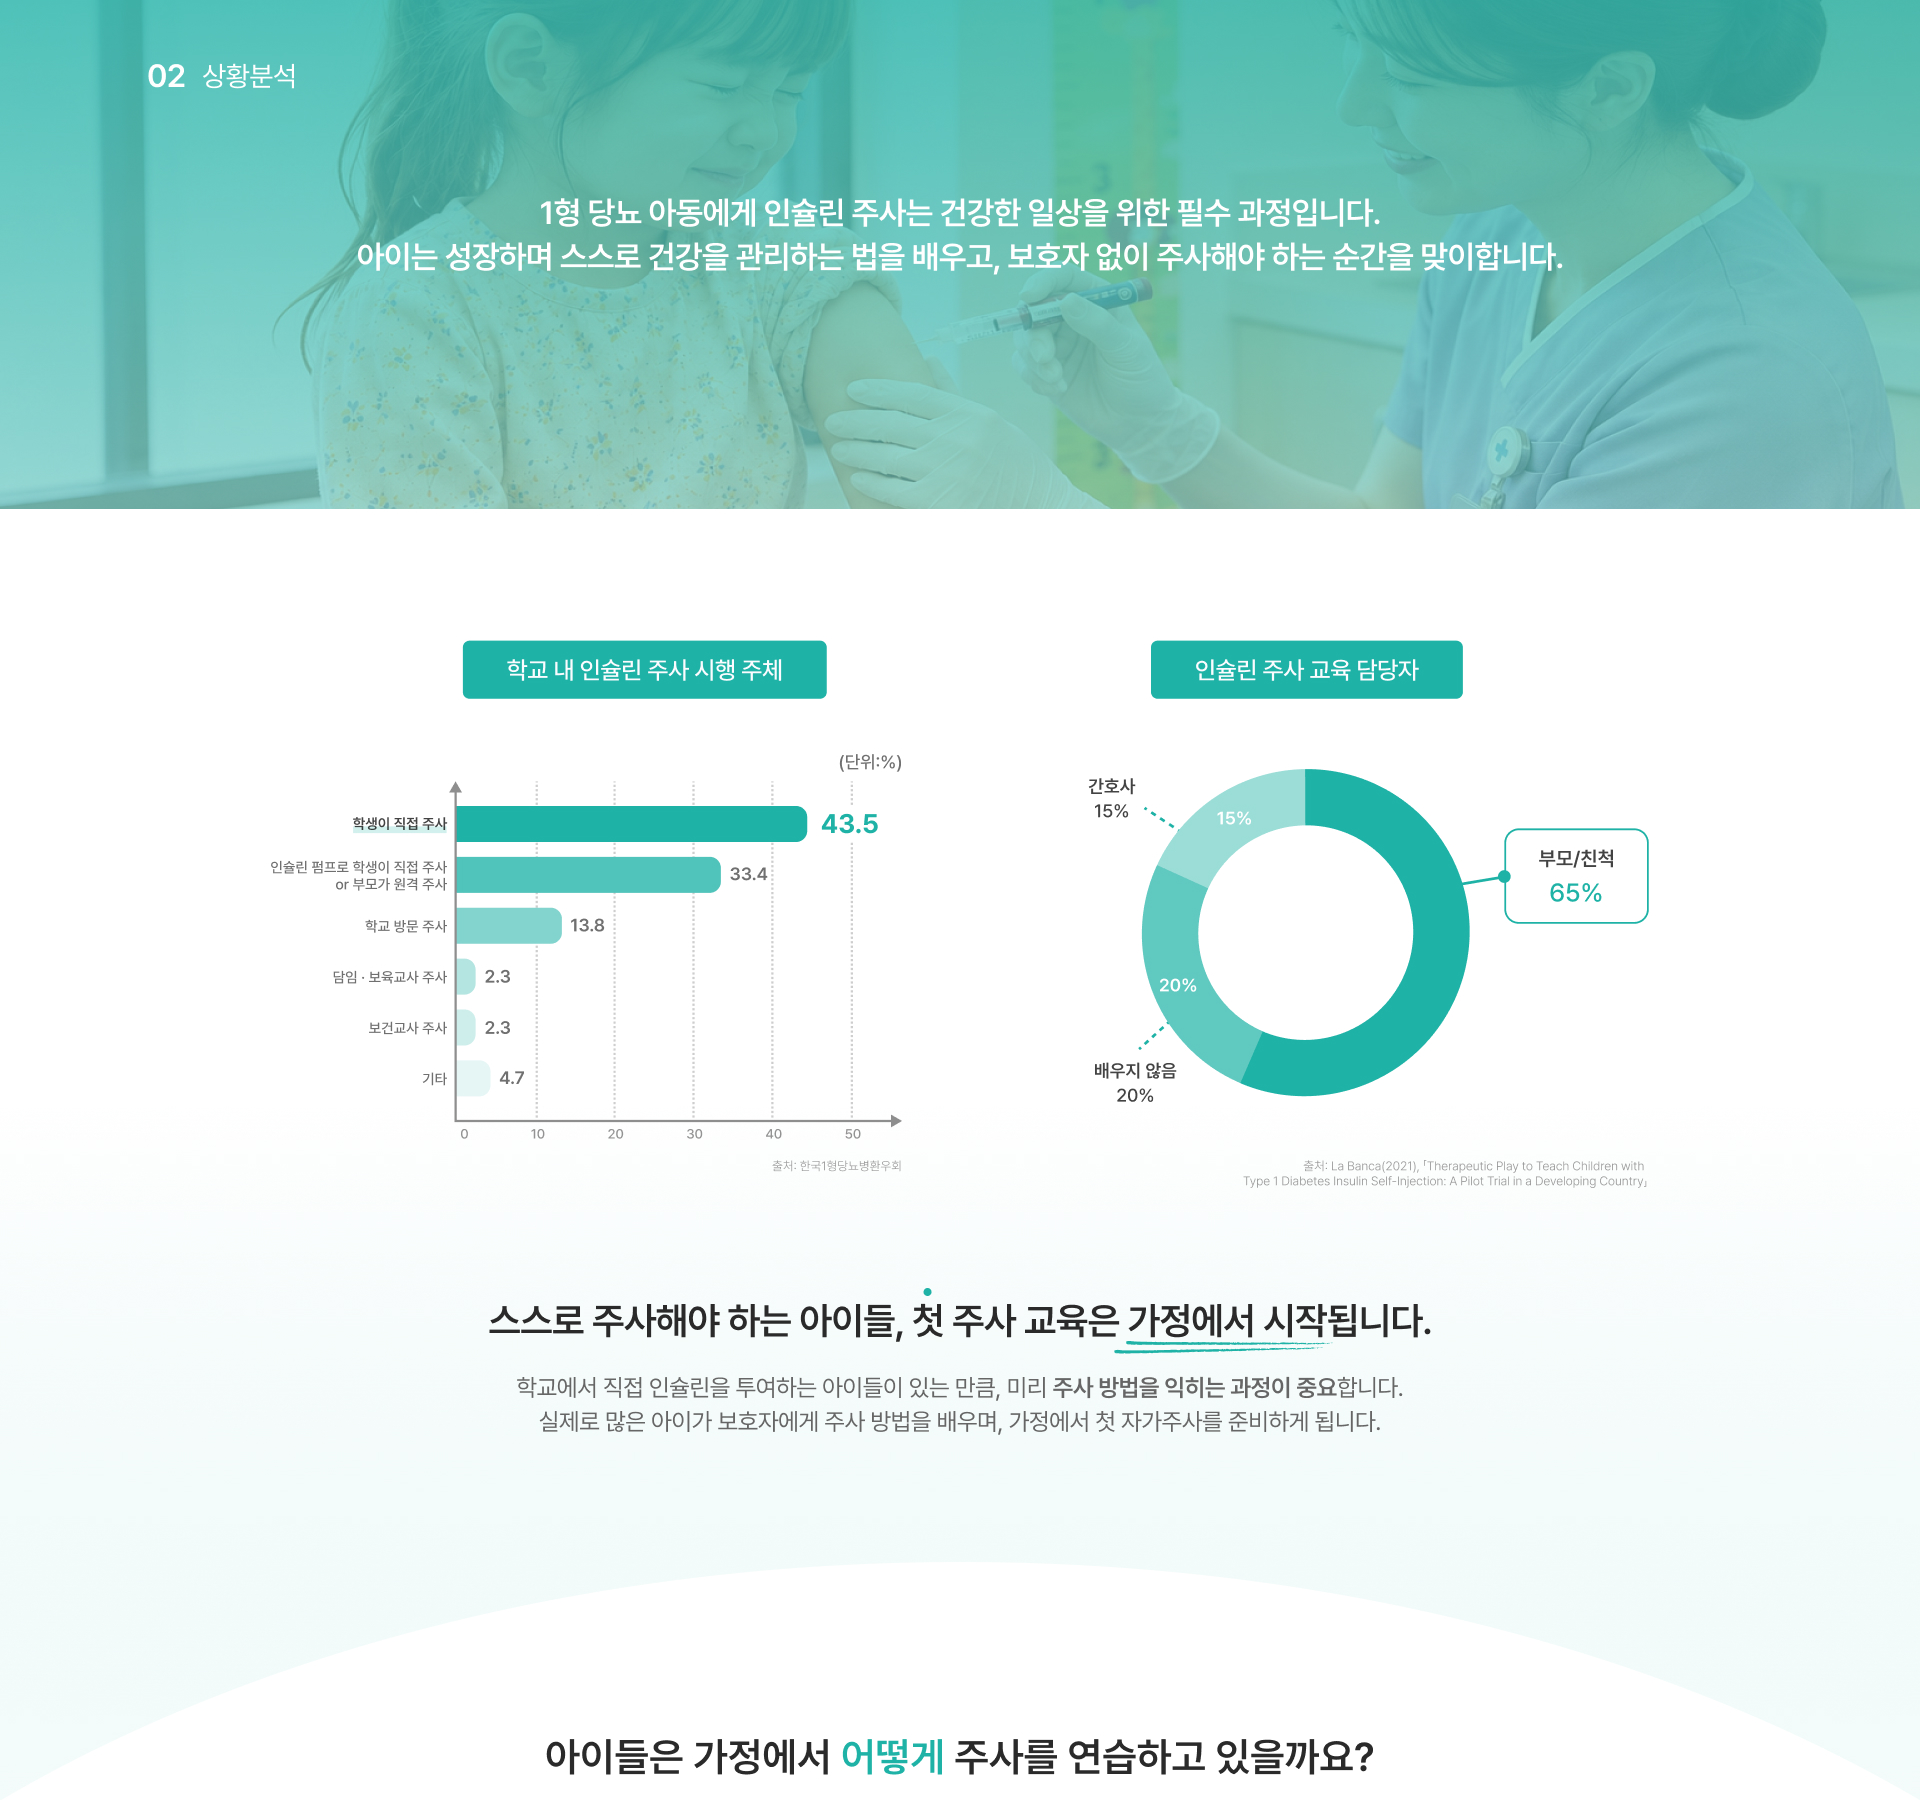 02 상황분석
1형 당뇨 아동에게 인슐린 주사는 건강한 일상을 위한 필수 과정입니다.
아이는 성장하며 스스로 건강을 관리하는 법을 배우고, 보호자 없이 주사해야 하는 순간을 맞이합니다.
학교 내 인슐린 주사 시행 주체
(단위:%)
학생이 직접 주사
43.5
인슐린 펌프로 학생이 직접 주사
or 부모가 원격 주사
33.4
학교 방문 주사
13.8
담임 · 보육교사 주사
2.3
보건교사 주사
2.3
기타
4.7
0 10 20 30 40 50
출처: 한국1형당뇨병환우회
인슐린 주사 교육 담당자
간호사
15%
15%
부모/친척
65%
20%
배우지 않음
20%
출처: La Banca(2021), 「Therapeutic Play to Teach Children with
Type 1 Diabetes Insulin Self-Injection: A Pilot Trial in a Developing Country」
스스로 주사해야 하는 아이들, 첫 주사 교육은 가정에서 시작됩니다.
학교에서 직접 인슐린을 투여하는 아이들이 있는 만큼, 미리 주사 방법을 익히는 과정이 중요합니다.
실제로 많은 아이가 보호자에게 주사 방법을 배우며, 가정에서 첫 자가주사를 준비하게 됩니다.
아이들은 가정에서 어떻게 주사를 연습하고 있을까요?